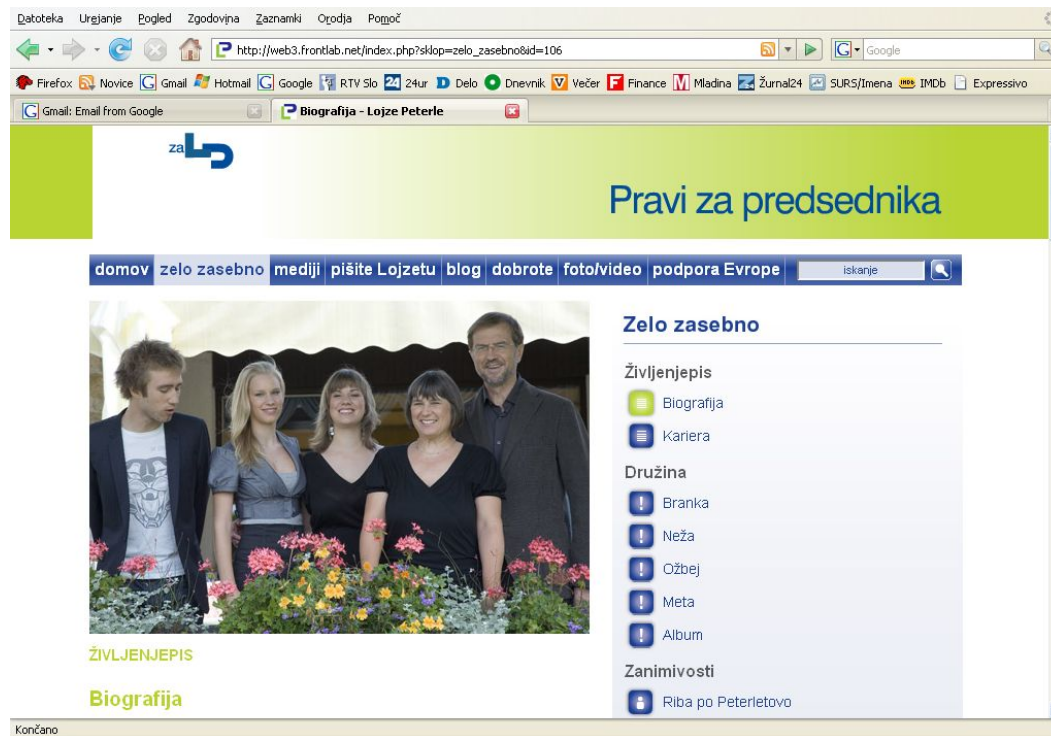 Datoteka Urejanje Pogled Zgodovina Zaznamki Orodja Pomoč
http://web3.frontlab.net/index.php?sklop=zelo_zasebno&id=106
Google
Firefox Novice Gmail Hotmail Google RTV Slo 24ur Delo Dnevnik Večer Finance Mladina Žurnal24 SURS/Imena IMDb Expressivo
Gmail: Email from Google
Biografija - Lojze Peterle
za LP
Pravi za predsednika
domov zelo zasebno mediji pišite Lojzetu blog dobrote foto/video podpora Evrope iskanje
Zelo zasebno
Življenjepis
Biografija
Kariera
Družina
Branka
Neža
Ožbej
Meta
Album
Zanimivosti
Riba po Peterletovo
ŽIVLJENJEPIS
Biografija
Končano